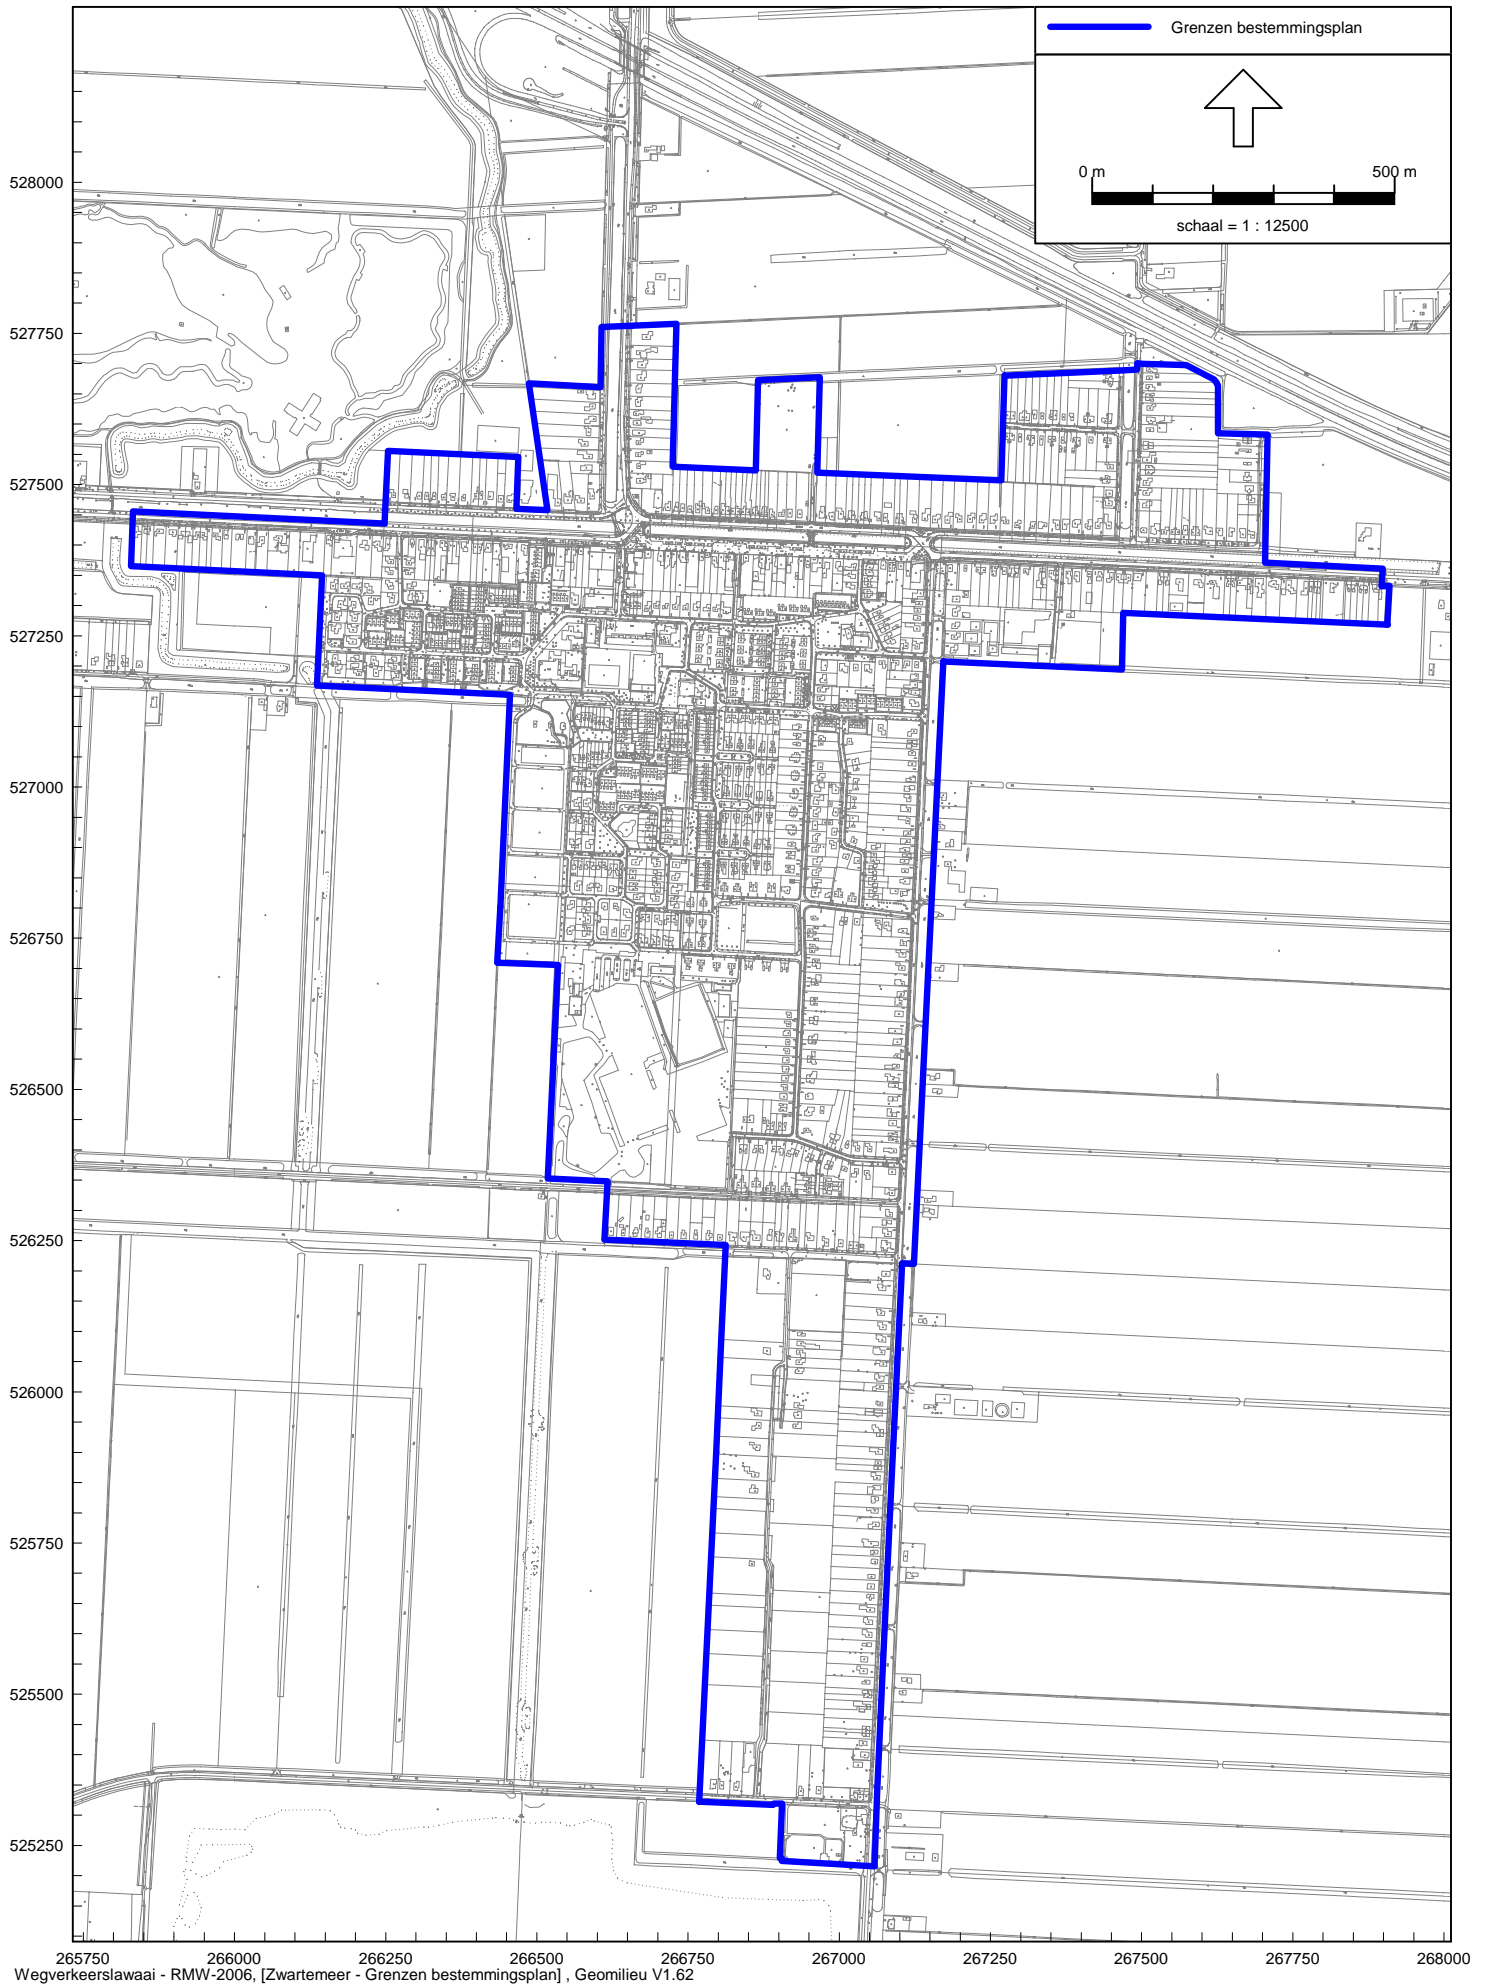 Grenzen bestemmingsplan
0 m 500 m
schaal = 1 : 12500
528000
527750
527500
527250
527000
526750
526500
526250
526000
525750
525500
525250
265750 266000 266250 266500 266750 267000 267250 267500 267750 268000
Wegverkeerslawaai - RMW-2006, [Zwartemeer - Grenzen bestemmingsplan] , Geomilieu V1.62